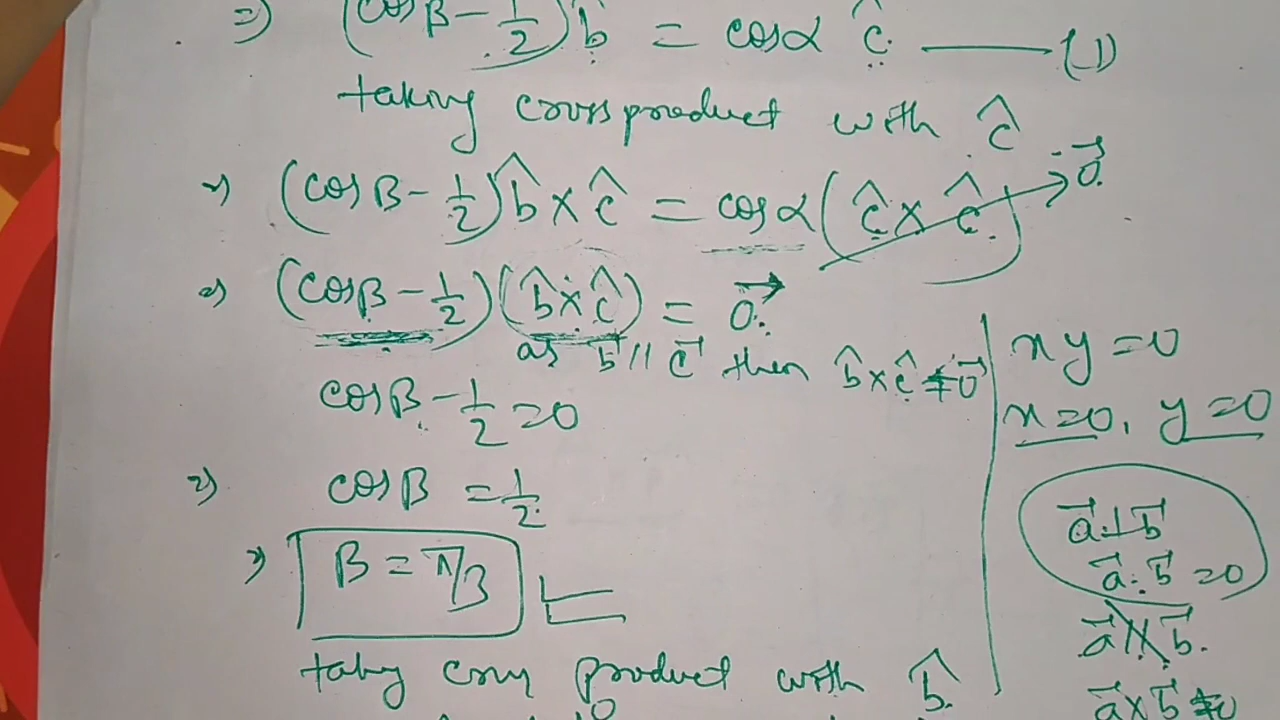 ⇒ (cosβ - 1/2) b̂ = cosα ĉ —— (1)
taking cross product with ĉ
⇒ (cosβ - 1/2) b̂ × ĉ = cosα (ĉ × ĉ) → 0⃗.
⇒ (cosβ - 1/2) (b̂ × ĉ) = 0⃗.
as b⃗ ∦ c⃗ then b̂ × ĉ ≠ 0⃗
cosβ - 1/2 = 0
⇒ cosβ = 1/2
⇒ β = π/3
taking cross product with b̂
xy = 0
x = 0, y = 0
a⃗ ⊥ b⃗
a⃗ . b⃗ = 0
a⃗ ∦ b⃗.
a⃗ × b⃗ ≠ 0